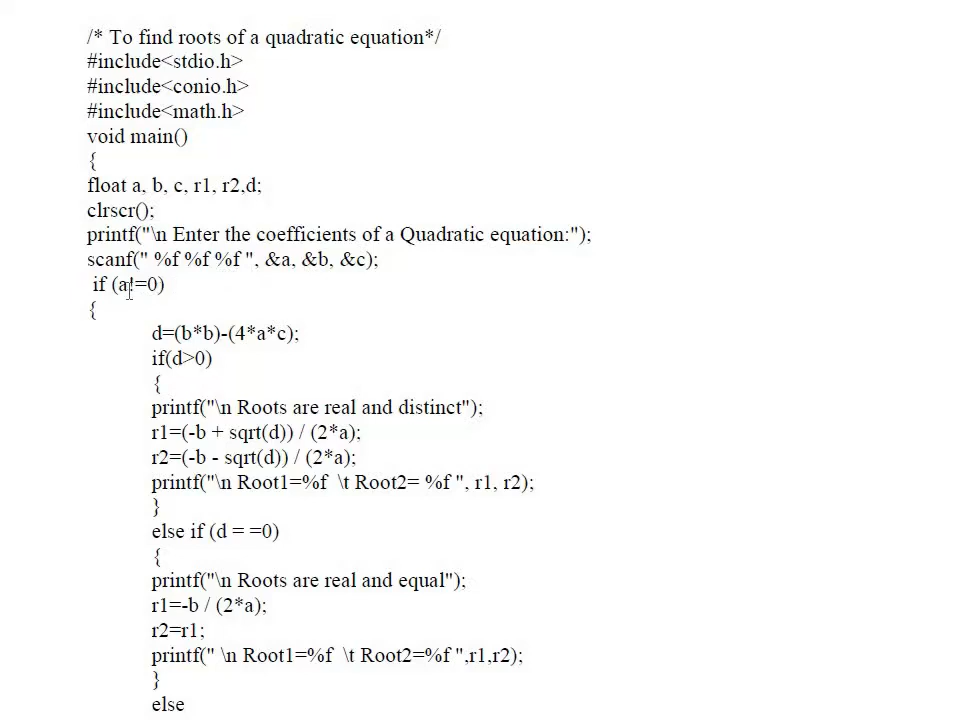 /* To find roots of a quadratic equation*/
#include<stdio.h>
#include<conio.h>
#include<math.h>
void main()
{
float a, b, c, r1, r2,d;
clrscr();
printf("\n Enter the coefficients of a Quadratic equation:");
scanf(" %f %f %f ", &a, &b, &c);
if (a!=0)
{
d=(b*b)-(4*a*c);
if(d>0)
{
printf("\n Roots are real and distinct");
r1=(-b + sqrt(d)) / (2*a);
r2=(-b - sqrt(d)) / (2*a);
printf("\n Root1=%f  \t Root2= %f ", r1, r2);
}
else if (d = =0)
{
printf("\n Roots are real and equal");
r1=-b / (2*a);
r2=r1;
printf(" \n Root1=%f  \t Root2=%f ",r1,r2);
}
else